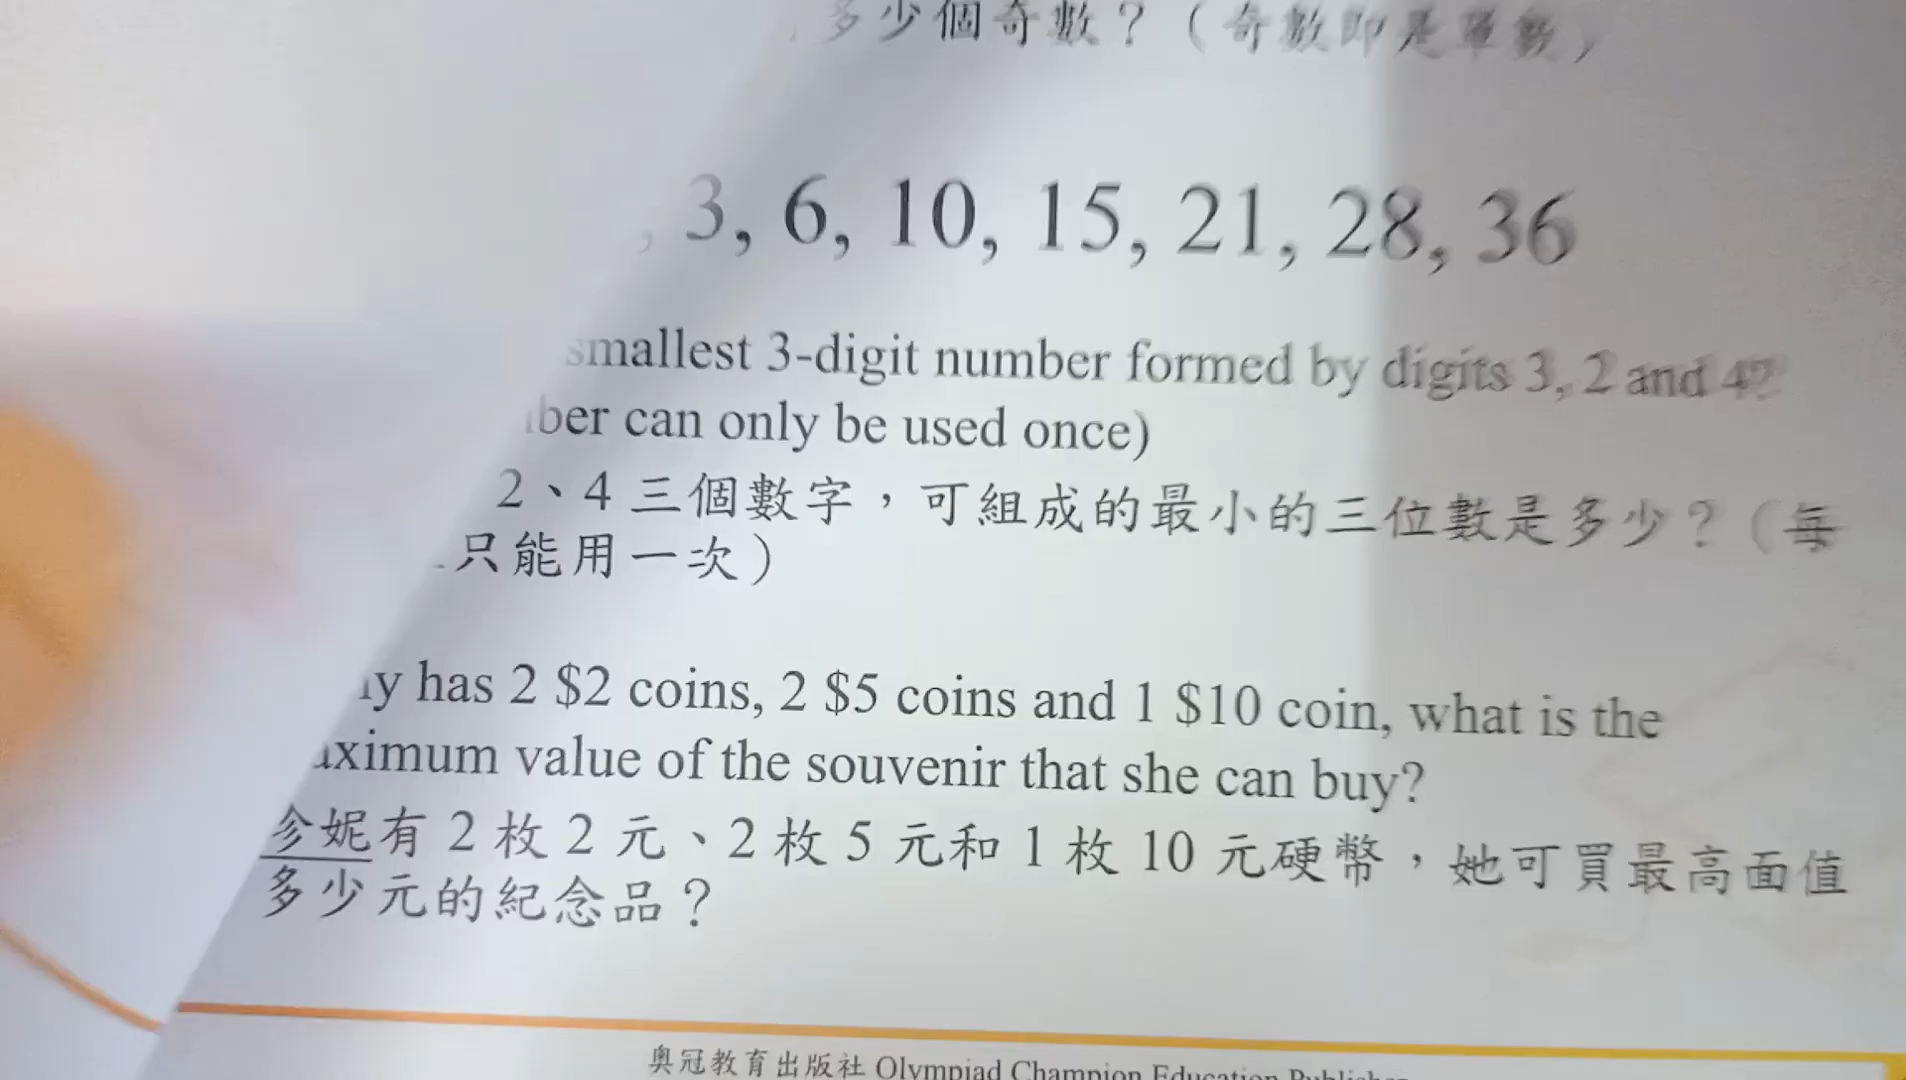 多少個奇數？（奇數即是單數）
3, 6, 10, 15, 21, 28, 36
smallest 3-digit number formed by digits 3, 2 and 4?
can only be used once)
2、4 三個數字，可組成的最小的三位數是多少？（每
只能用一次）
has 2 $2 coins, 2 $5 coins and 1 $10 coin, what is the
value of the souvenir that she can buy?
妮有 2 枚 2 元、2 枚 5 元和 1 枚 10 元硬幣，她可買最高面值
多少元的紀念品？
奧冠教育出版社 Olympiad Champion Education